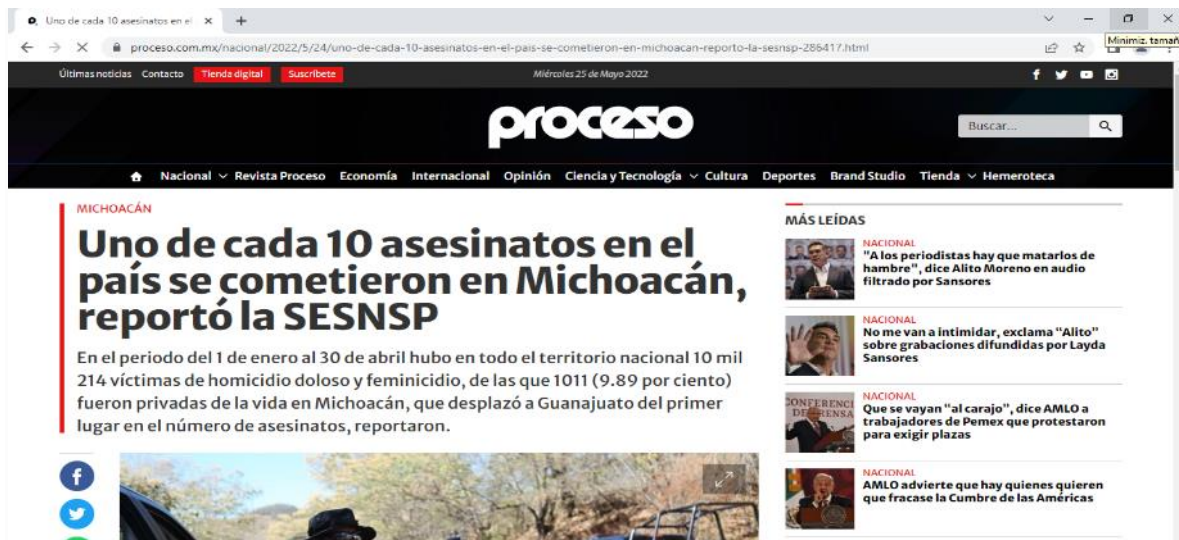 Uno de cada 10 asesinatos en el
proceso.com.mx/nacional/2022/5/24/uno-de-cada-10-asesinatos-en-el-pais-se-cometieron-en-michoacan-reporto-la-sesnsp-286417.html
Minimiz. tamañ
Últimas noticias Contacto Tienda digital Suscríbete Miércoles 25 de Mayo 2022
proceso
Buscar...
Nacional Revista Proceso Economía Internacional Opinión Ciencia y Tecnología Cultura Deportes Brand Studio Tienda Hemeroteca
MICHOACÁN
Uno de cada 10 asesinatos en el
país se cometieron en Michoacán,
reportó la SESNSP
En el periodo del 1 de enero al 30 de abril hubo en todo el territorio nacional 10 mil
214 víctimas de homicidio doloso y feminicidio, de las que 1011 (9.89 por ciento)
fueron privadas de la vida en Michoacán, que desplazó a Guanajuato del primer
lugar en el número de asesinatos, reportaron.
MÁS LEÍDAS
NACIONAL
"A los periodistas hay que matarlos de
hambre", dice Alito Moreno en audio
filtrado por Sansores
NACIONAL
No me van a intimidar, exclama "Alito"
sobre grabaciones difundidas por Layda
Sansores
NACIONAL
Que se vayan "al carajo", dice AMLO a
trabajadores de Pemex que protestaron
para exigir plazas
NACIONAL
AMLO advierte que hay quienes quieren
que fracase la Cumbre de las Américas